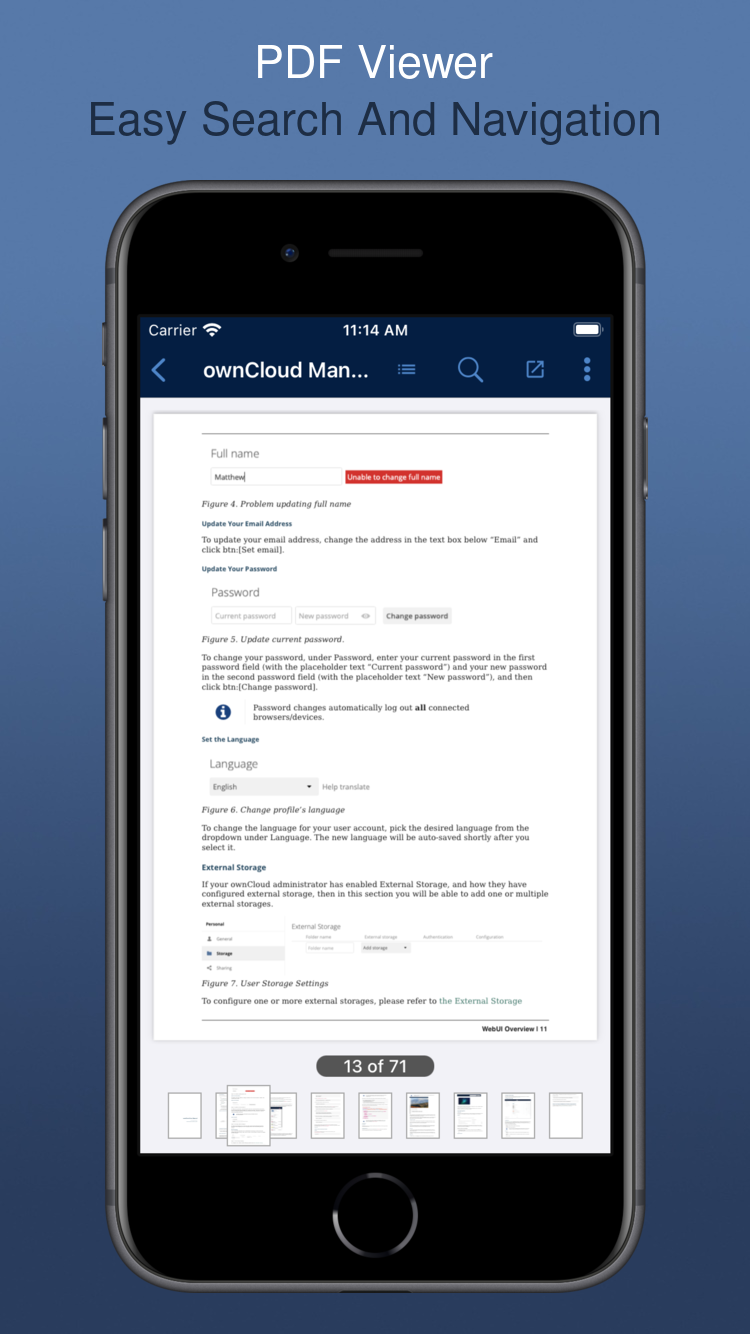 PDF Viewer
Easy Search And Navigation
Carrier 11:14 AM
ownCloud Man...
Full name
Matthew Unable to change full name
Figure 4. Problem updating full name
Update Your Email Address
To update your email address, change the address in the text box below “Email” and
click btn:[Set email].
Update Your Password
Password
Current password New password Change password
Figure 5. Update current password.
To change your password, under Password, enter your current password in the first
password field (with the placeholder text “Current password”) and your new password
in the second password field (with the placeholder text “New password”), and then
click btn:[Change password].
Password changes automatically log out all connected
browsers/devices.
Set the Language
Language
English Help translate
Figure 6. Change profile’s language
To change the language for your user account, pick the desired language from the
dropdown under Language. The new language will be auto-saved shortly after you
select it.
External Storage
If your ownCloud administrator has enabled External Storage, and how they have
configured external storage, then in this section you will be able to add one or multiple
external storages.
Personal
General
Storage
Sharing
External Storage
Folder name External storage Authentication Configuration
Folder name Add storage
Figure 7. User Storage Settings
To configure one or more external storages, please refer to the External Storage
WebUI Overview | 11
13 of 71